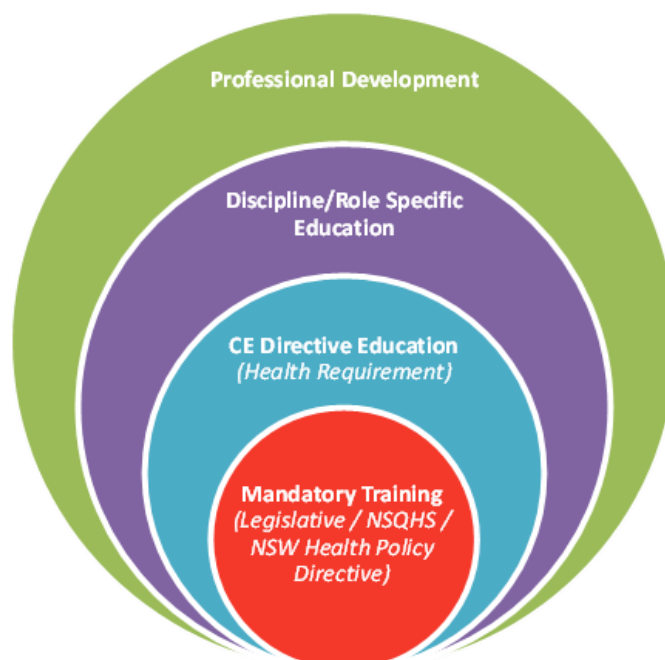 Professional Development
Discipline/Role Specific
Education
CE Directive Education
(Health Requirement)
Mandatory Training
(Legislative / NSQHS /
NSW Health Policy
Directive)